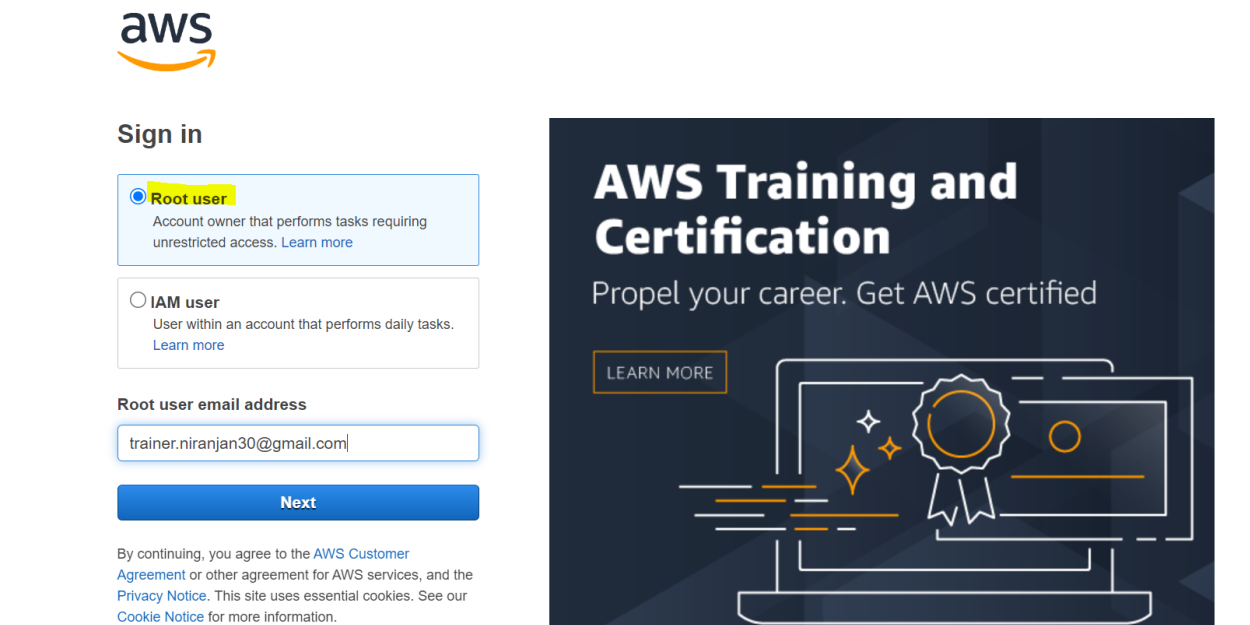 aws
Sign in
Root user
Account owner that performs tasks requiring
unrestricted access. Learn more
IAM user
User within an account that performs daily tasks.
Learn more
Root user email address
trainer.niranjan30@gmail.com
Next
By continuing, you agree to the AWS Customer
Agreement or other agreement for AWS services, and the
Privacy Notice. This site uses essential cookies. See our
Cookie Notice for more information.
AWS Training and
Certification
Propel your career. Get AWS certified
LEARN MORE